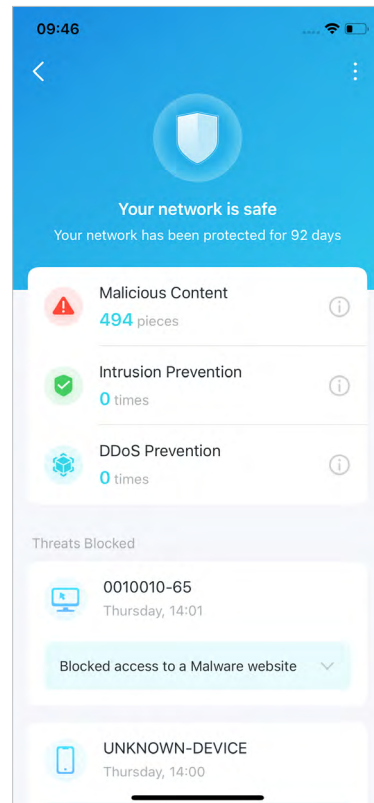 09:46
Your network is safe
Your network has been protected for 92 days
Malicious Content
494 pieces
Intrusion Prevention
0 times
DDoS Prevention
0 times
Threats Blocked
0010010-65
Thursday, 14:01
Blocked access to a Malware website
UNKNOWN-DEVICE
Thursday, 14:00